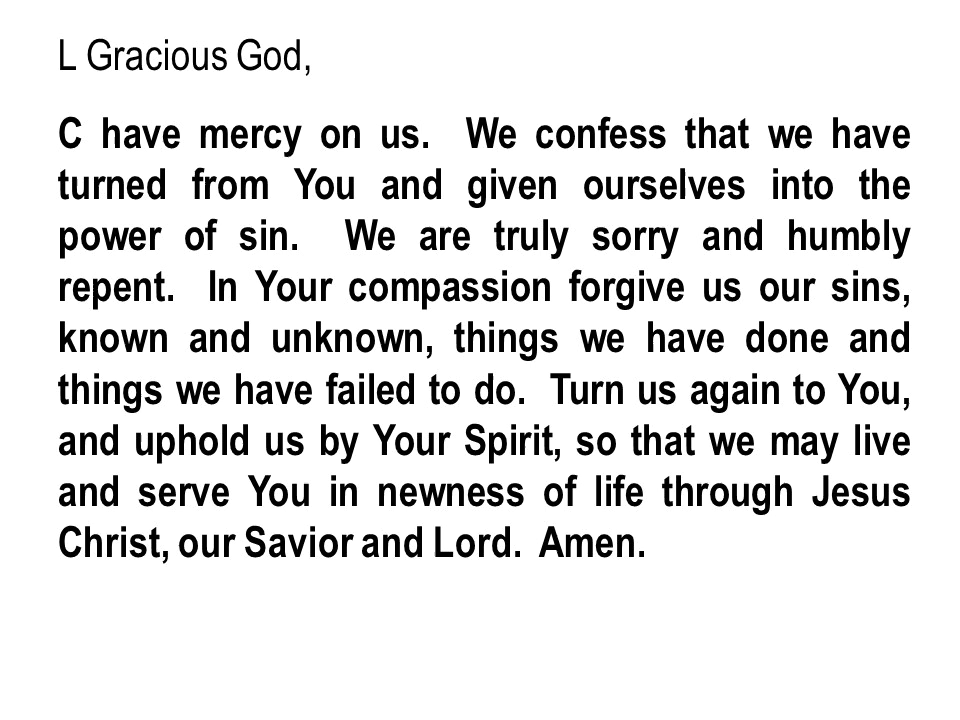 L Gracious God,
C have mercy on us. We confess that we have
turned from You and given ourselves into the
power of sin. We are truly sorry and humbly
repent. In Your compassion forgive us our sins,
known and unknown, things we have done and
things we have failed to do. Turn us again to You,
and uphold us by Your Spirit, so that we may live
and serve You in newness of life through Jesus
Christ, our Savior and Lord. Amen.